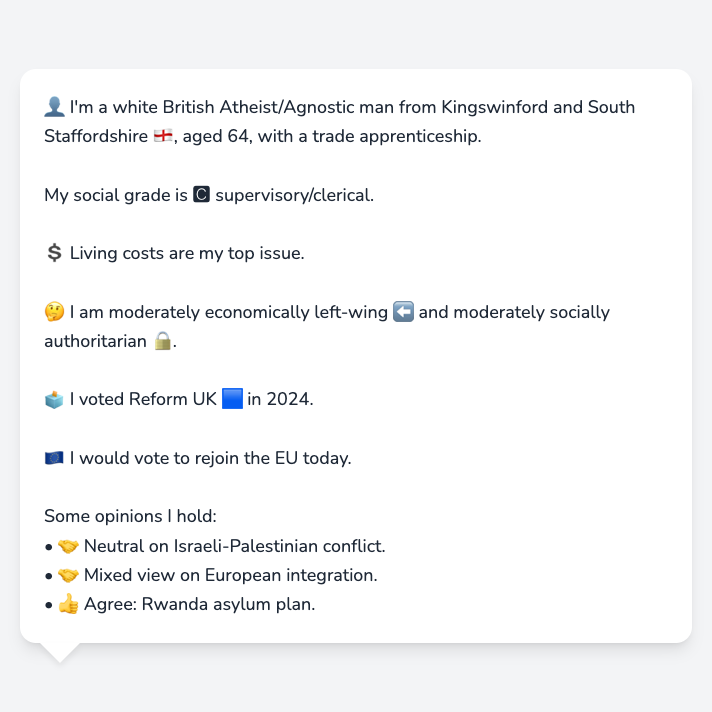 👤 I'm a white British Atheist/Agnostic man from Kingswinford and South
Staffordshire 🏴󠁧󠁢󠁥󠁮󠁧󠁿, aged 64, with a trade apprenticeship.
My social grade is 🅲 supervisory/clerical.
💲 Living costs are my top issue.
🤔 I am moderately economically left-wing ⬅️ and moderately socially
authoritarian 🔒.
🗳️ I voted Reform UK 🟦 in 2024.
🇪🇺 I would vote to rejoin the EU today.
Some opinions I hold:
• 🤝 Neutral on Israeli-Palestinian conflict.
• 🤝 Mixed view on European integration.
• 👍 Agree: Rwanda asylum plan.